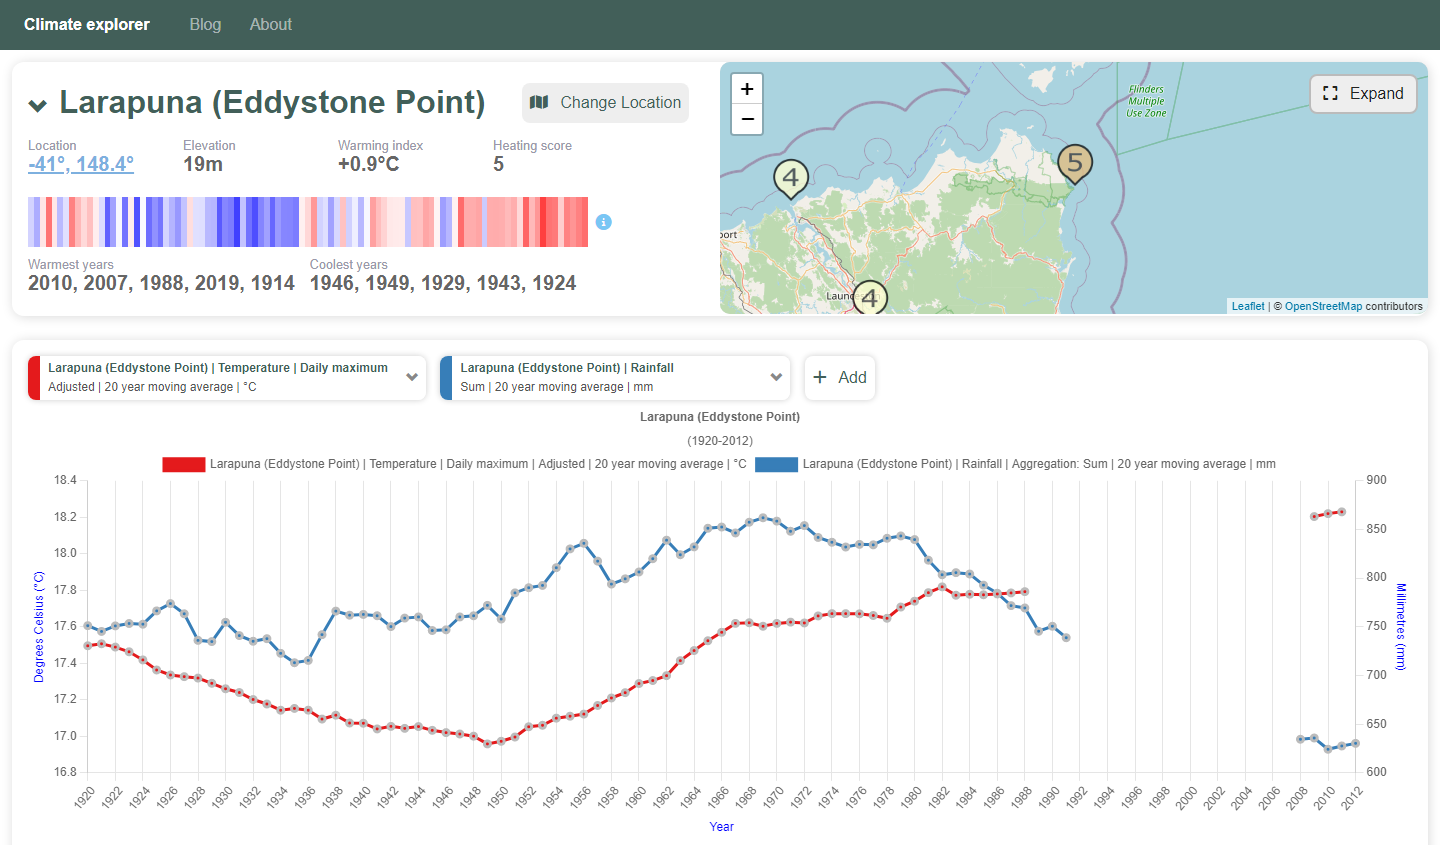 Climate explorer Blog About
Larapuna (Eddystone Point)
Change Location
Location Elevation Warming index Heating score
-41°, 148.4° 19m +0.9°C 5
Warmest years Coolest years
2010, 2007, 1988, 2019, 1914 1946, 1949, 1929, 1943, 1924
+
−
Flinders
Multiple
Use Zone
Expand
5
4
port
Launc
4
Leaflet | © OpenStreetMap contributors
Larapuna (Eddystone Point) | Temperature | Daily maximum
Adjusted | 20 year moving average | °C
Larapuna (Eddystone Point) | Rainfall
Sum | 20 year moving average | mm
+ Add
Larapuna (Eddystone Point)
(1920-2012)
Larapuna (Eddystone Point) | Temperature | Daily maximum | Adjusted | 20 year moving average | °C
Larapuna (Eddystone Point) | Rainfall | Aggregation: Sum | 20 year moving average | mm
18.4
18.2
18.0
17.8
17.6
17.4
17.2
17.0
16.8
Degrees Celsius (°C)
900
850
800
750
700
650
600
Millimetres (mm)
1920 1922 1924 1926 1928 1930 1932 1934 1936 1938 1940 1942 1944 1946 1948 1950 1952 1954 1956 1958 1960 1962 1964 1966 1968 1970 1972 1974 1976 1978 1980 1982 1984 1986 1988 1990 1992 1994 1996 1998 2000 2002 2004 2006 2008 2010 2012
Year